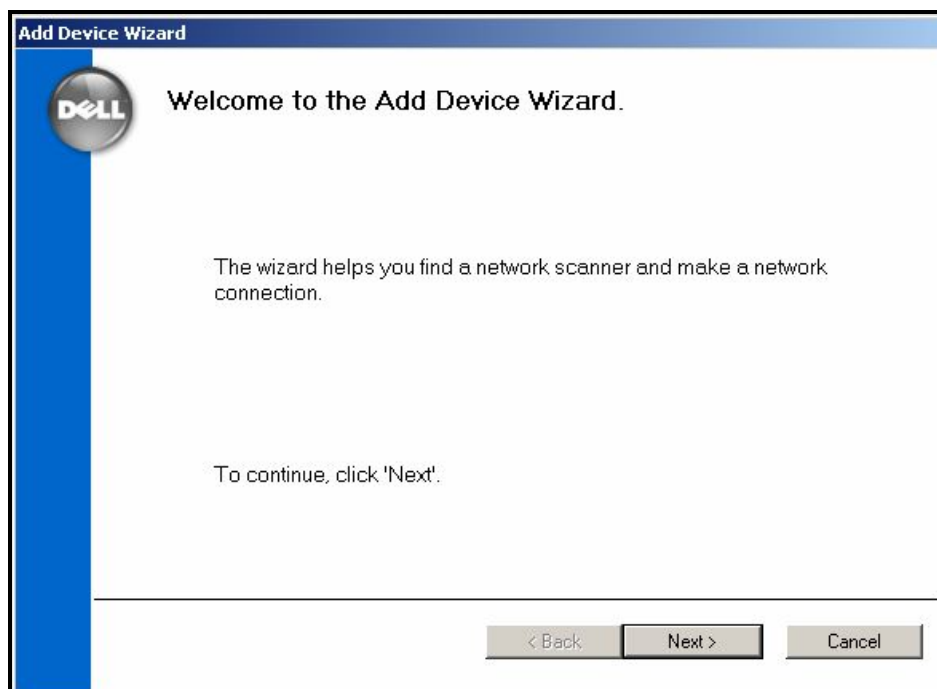 Add Device Wizard
DELL
Welcome to the Add Device Wizard.
The wizard helps you find a network scanner and make a network
connection.
To continue, click 'Next'.
< Back
Next >
Cancel